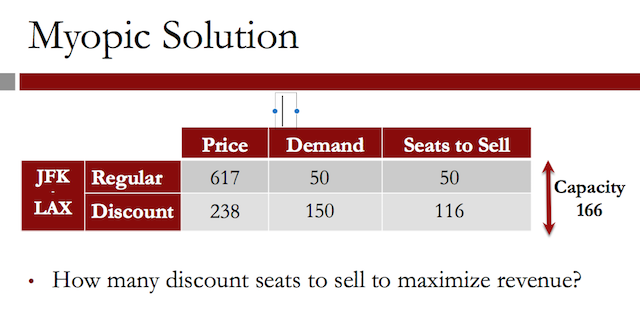 Myopic Solution
Price Demand Seats to Sell
JFK - LAX Regular 617 50 50
Discount 238 150 116
Capacity 166
• How many discount seats to sell to maximize revenue?